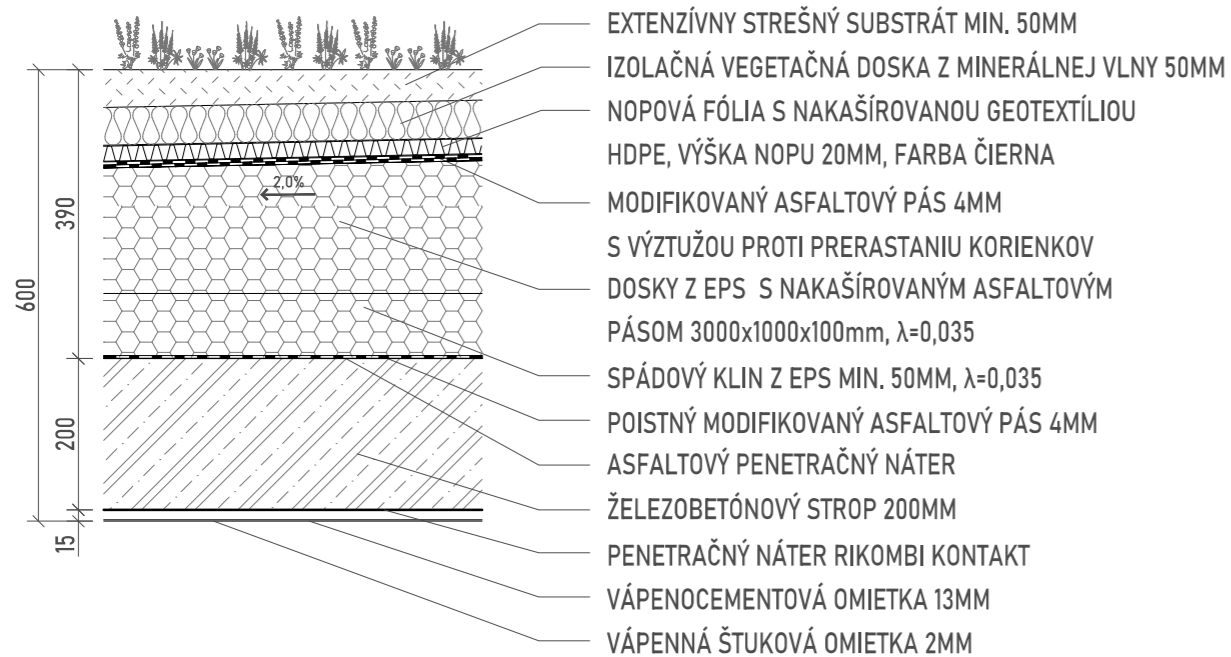 EXTENZÍVNY STREŠNÝ SUBSTRÁT MIN. 50MM
IZOLAČNÁ VEGETAČNÁ DOSKA Z MINERÁLNEJ VLNY 50MM
NOPOVÁ FÓLIA S NAKAŠÍROVANOU GEOTEXTÍLIOU
HDPE, VÝŠKA NOPU 20MM, FARBA ČIERNA
MODIFIKOVANÝ ASFALTOVÝ PÁS 4MM
S VÝZTUŽOU PROTI PRERASTANIU KORIENKOV
DOSKY Z EPS S NAKAŠÍROVANÝM ASFALTOVÝM
PÁSOM 3000x1000x100mm, λ=0,035
SPÁDOVÝ KLIN Z EPS MIN. 50MM, λ=0,035
POISTNÝ MODIFIKOVANÝ ASFALTOVÝ PÁS 4MM
ASFALTOVÝ PENETRAČNÝ NÁTER
ŽELEZOBETÓNOVÝ STROP 200MM
PENETRAČNÝ NÁTER RIKOMBI KONTAKT
VÁPENOCEMENTOVÁ OMIETKA 13MM
VÁPENNÁ ŠTUKOVÁ OMIETKA 2MM
2,0%
600
390
200
15